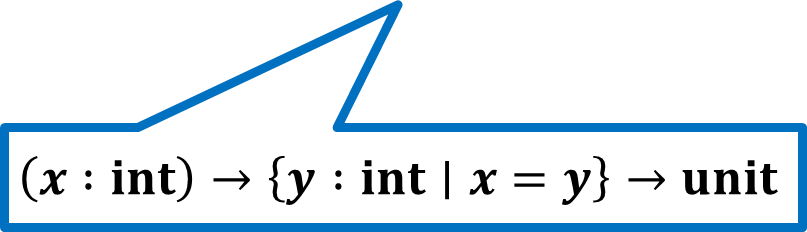 (x : int) → {y : int | x = y} → unit